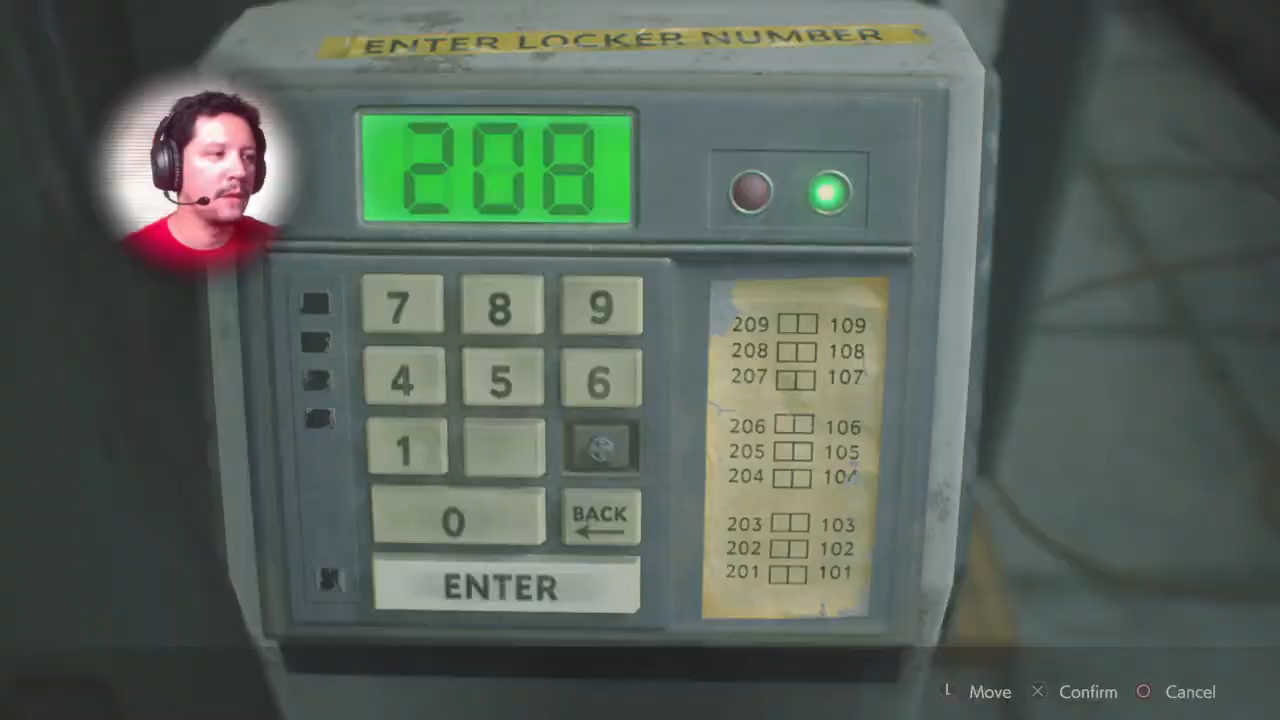 ENTER LOCKER NUMBER
208
7 8 9
4 5 6
1
0 BACK
ENTER
209 109
208 108
207 107
206 106
205 105
204 104
203 103
202 102
201 101
L Move X Confirm O Cancel